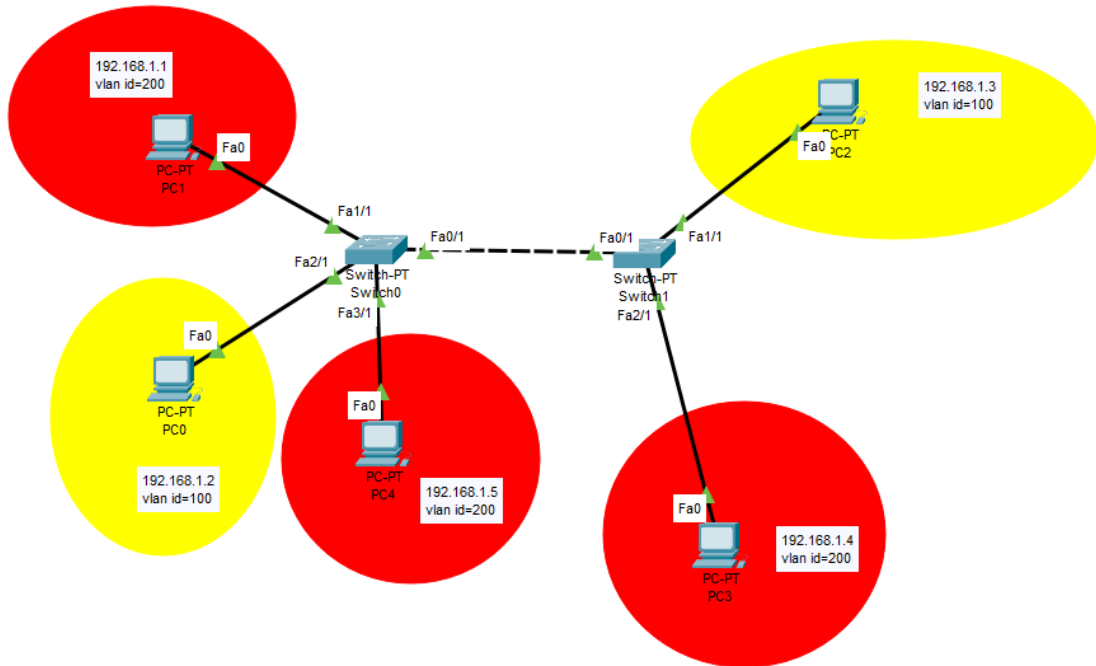 192.168.1.1
vlan id=200
Fa0
PC-PT
PC1
Fa1/1
Fa0/1
Fa2/1
Switch-PT
Switch0
Fa3/1
Fa0
PC-PT
PC0
192.168.1.2
vlan id=100
Fa0
PC-PT
PC4
192.168.1.5
vlan id=200
192.168.1.3
vlan id=100
PC-PT
Fa0
PC2
Fa0/1
Fa1/1
Switch-PT
Switch1
Fa2/1
Fa0
PC-PT
PC3
192.168.1.4
vlan id=200